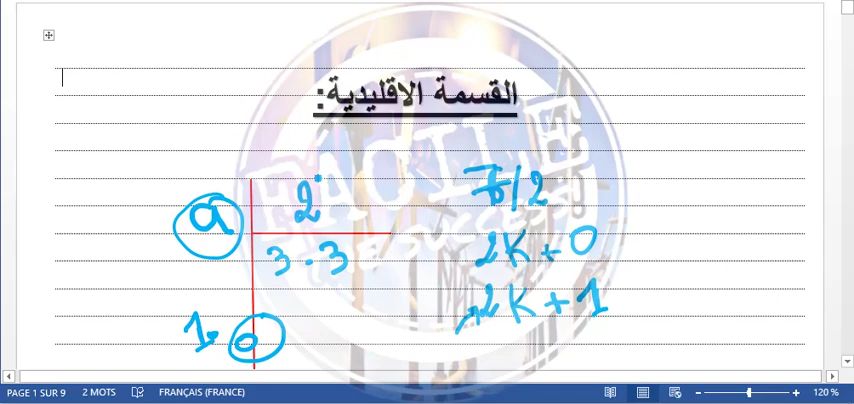 القسمة الاقليدية:
a
2
3 . 3
1. 0
/2
2K + 0
2K + 1
PAGE 1 SUR 9 2 MOTS FRANÇAIS (FRANCE) 120 %